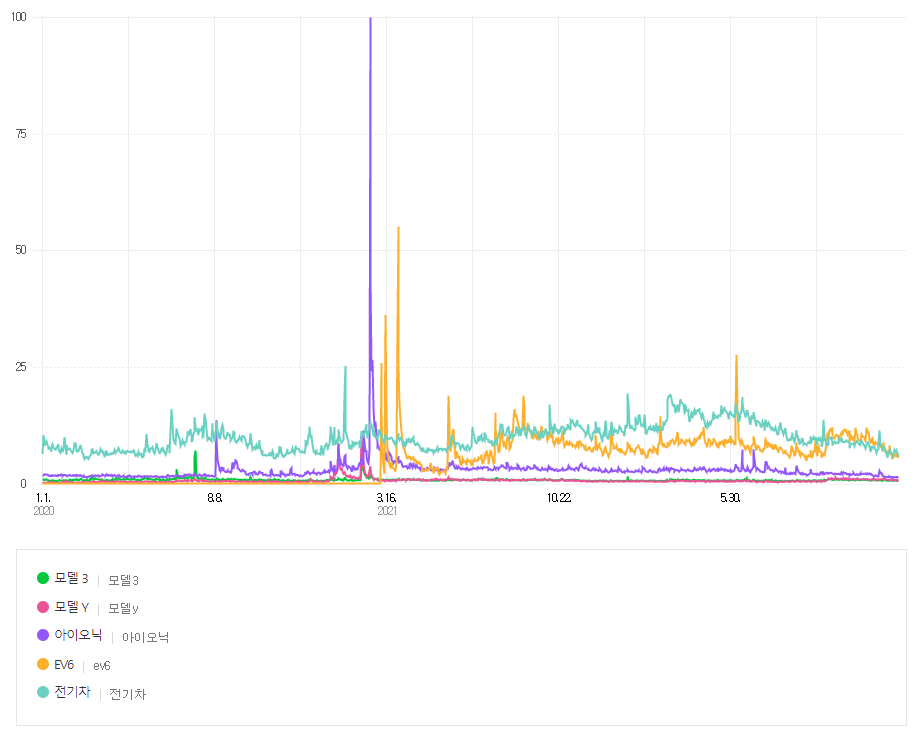 100
75
50
25
0
1.1.
2020
8.8.
3.16.
2021
10.22.
5.30.
모델 3 | 모델3
모델 Y | 모델y
아이오닉 | 아이오닉
EV6 | ev6
전기차 | 전기차